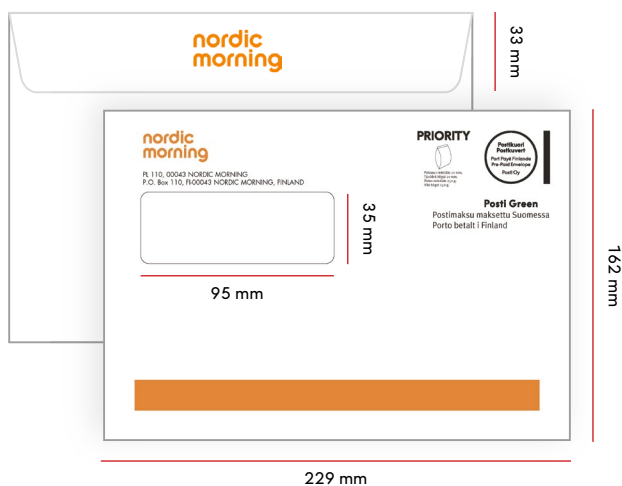 nordic
morning
33 mm
nordic
morning
PL 110, 00043 NORDIC MORNING
P.O. Box 110, FI-00043 NORDIC MORNING, FINLAND
PRIORITY
Postikuori
Postkuvert
Port Payé Finlande
Pre-Paid Envelope
Posti Oy
Posti Green
Postimaksu maksettu Suomessa
Porto betalt i Finland
35 mm
95 mm
162 mm
229 mm